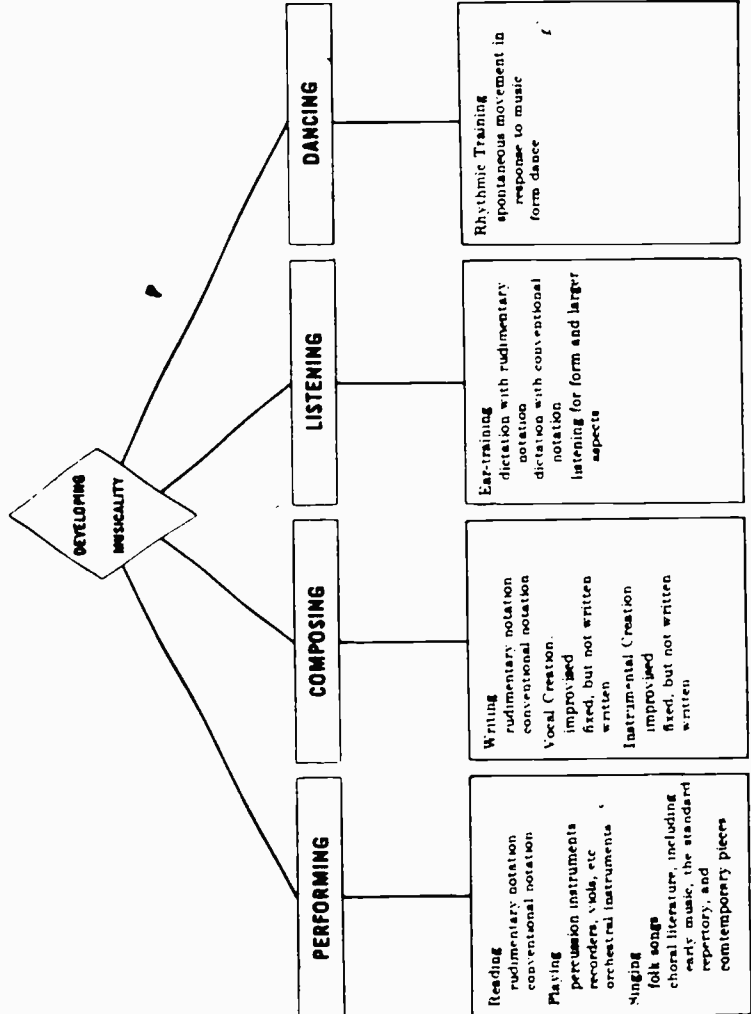 DEVELOPING
MUSICALITY
PERFORMING
COMPOSING
LISTENING
DANCING
Reading
rudimentary notation
conventional notation
Playing
percussion instruments
recorders, viols, etc
orchestral instruments
Singing
folk songs
choral literature, including
early music, the standard
repertory, and
comtemporary pieces
Writing
rudimentary notation
conventional notation
Vocal Creation.
improvised
fixed, but not written
written
Instrumental Creation
improvised
fixed, but not written
written
Ear-training
dictation with rudimentary
notation
dictation with conventional
notation
listening for form and larger
aspects
Rhythmic Training
spontaneous movement in
response to music
form dance